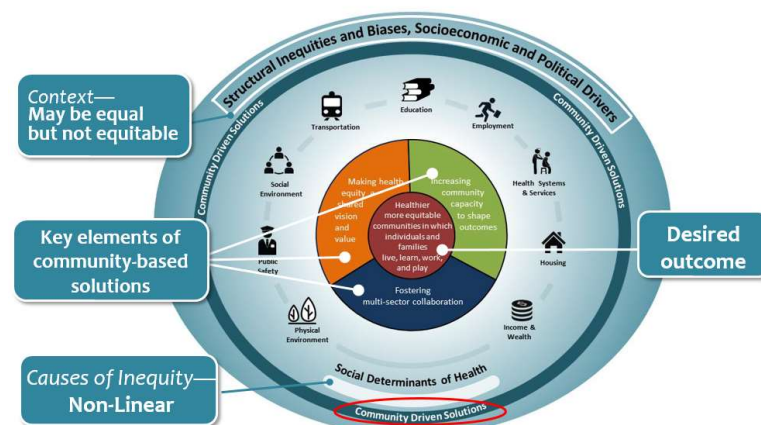 Structural Inequities and Biases, Socioeconomic and Political Drivers
Context—
May be equal
but not equitable
Community Driven Solutions
Community Driven Solutions
Education
Transportation
Employment
Social
Environment
Health Systems
& Services
Making health
equity a
shared
vision
and
value
Increasing
community
capacity
to shape
outcomes
Healthier
more equitable
communities in which
individuals and
families
live, learn, work,
and play
Key elements of
community-based
solutions
Desired
outcome
Public
Safety
Housing
Fostering
multi-sector collaboration
Physical
Environment
Income &
Wealth
Causes of Inequity—
Non-Linear
Social Determinants of Health
Community Driven Solutions